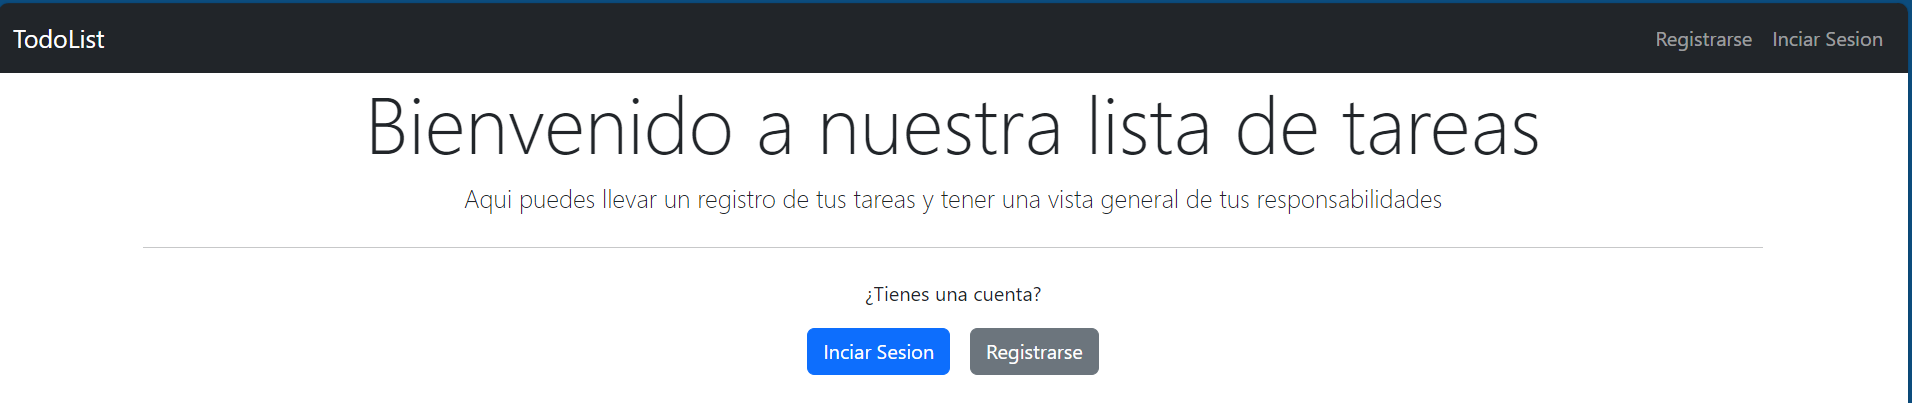 TodoList
Registrarse
Inciar Sesion
Bienvenido a nuestra lista de tareas
Aqui puedes llevar un registro de tus tareas y tener una vista general de tus responsabilidades
¿Tienes una cuenta?
Inciar Sesion
Registrarse